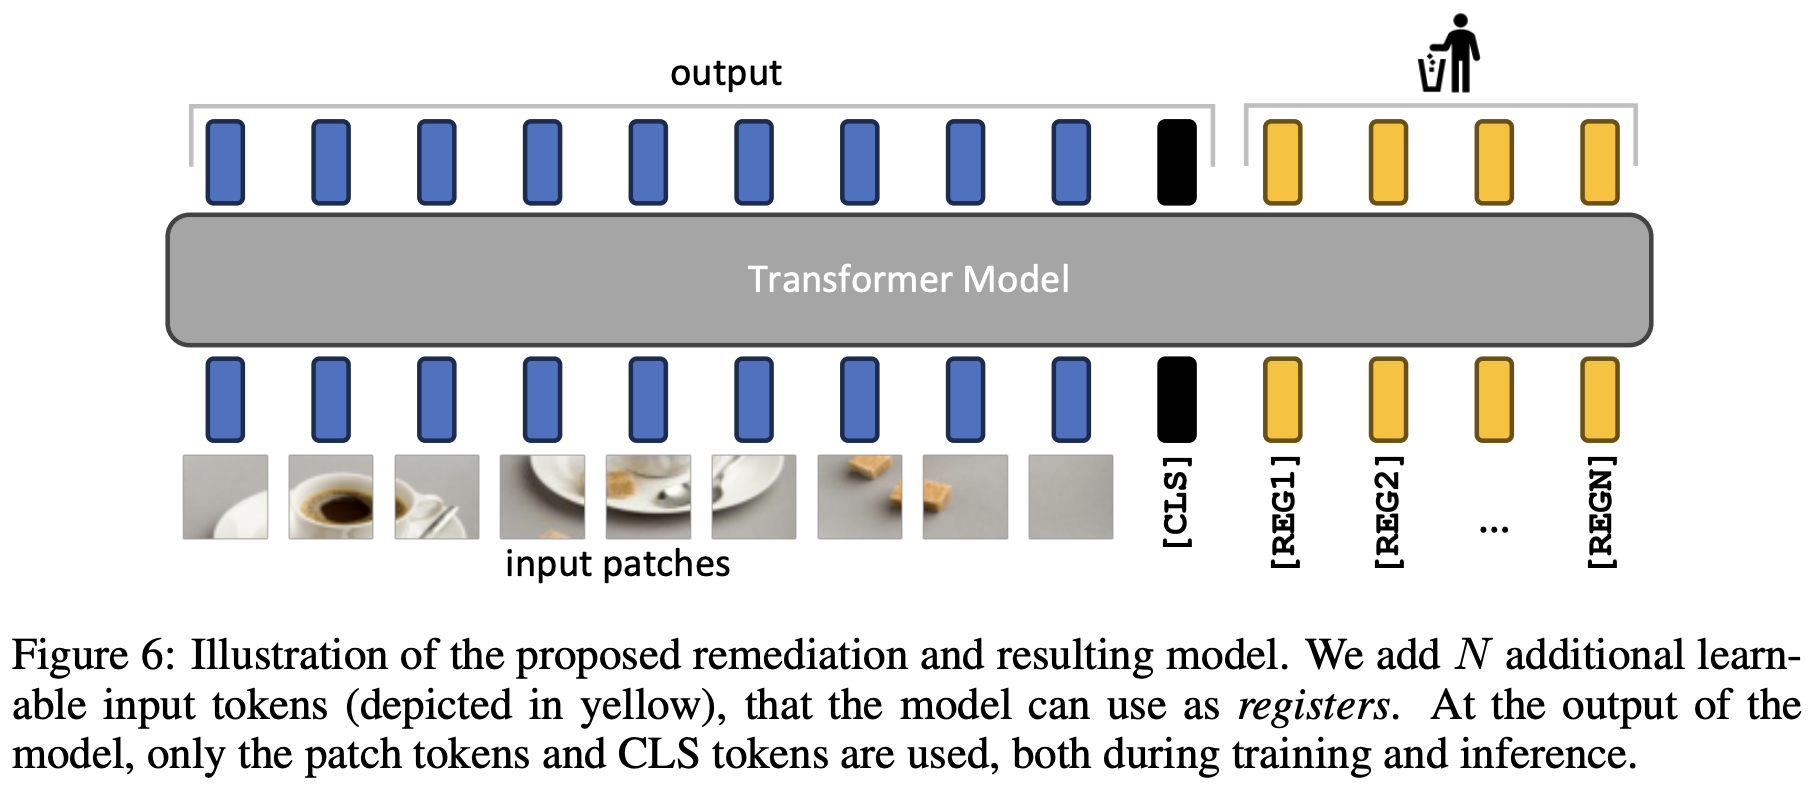 output
Transformer Model
[CLS]
[REG1]
[REG2]
...
[REGN]
input patches
Figure 6: Illustration of the proposed remediation and resulting model. We add N additional learn-
able input tokens (depicted in yellow), that the model can use as registers. At the output of the
model, only the patch tokens and CLS tokens are used, both during training and inference.